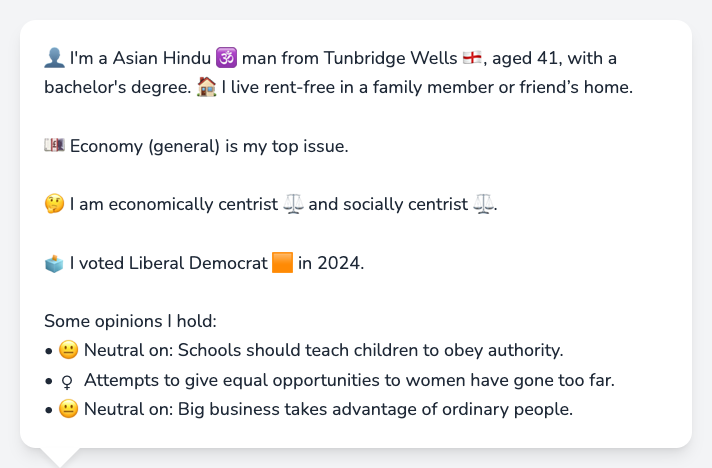 👤 I'm a Asian Hindu 🕉️ man from Tunbridge Wells 🏴󠁧󠁢󠁥󠁮󠁧󠁿, aged 41, with a
bachelor's degree. 🏠 I live rent-free in a family member or friend’s home.
💷 Economy (general) is my top issue.
🤔 I am economically centrist ⚖️ and socially centrist ⚖️.
🗳️ I voted Liberal Democrat 🟧 in 2024.
Some opinions I hold:
• 😐 Neutral on: Schools should teach children to obey authority.
• ♀ Attempts to give equal opportunities to women have gone too far.
• 😐 Neutral on: Big business takes advantage of ordinary people.